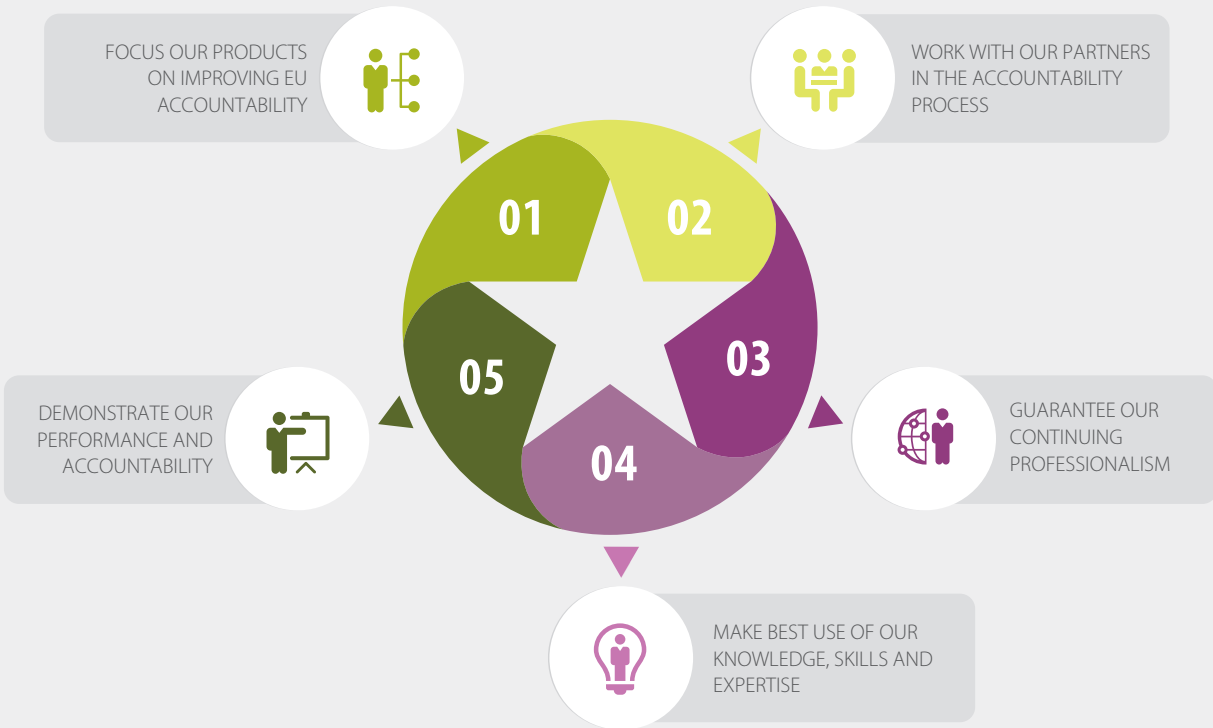 FOCUS OUR PRODUCTS
ON IMPROVING EU
ACCOUNTABILITY
WORK WITH OUR PARTNERS
IN THE ACCOUNTABILITY
PROCESS
01
02
03
04
05
GUARANTEE OUR
CONTINUING
PROFESSIONALISM
MAKE BEST USE OF OUR
KNOWLEDGE, SKILLS AND
EXPERTISE
DEMONSTRATE OUR
PERFORMANCE AND
ACCOUNTABILITY